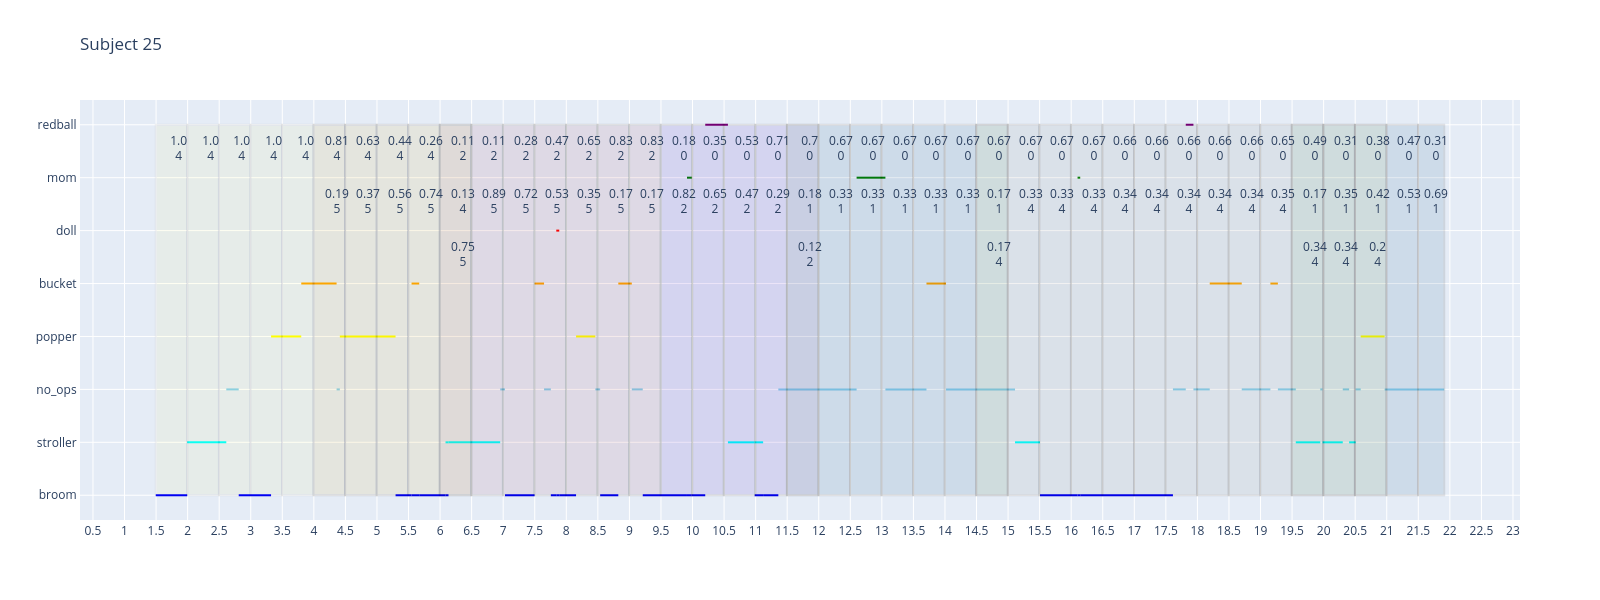 Subject 25
redball
1.0 1.0 1.0 1.0 1.0 0.81 0.63 0.44 0.26 0.11 0.11 0.28 0.47 0.65 0.83 0.83 0.18 0.35 0.53 0.71 0.7 0.67 0.67 0.67 0.67 0.67 0.67 0.67 0.67 0.67 0.66 0.66 0.66 0.66 0.66 0.65 0.49 0.31 0.38 0.47 0.31
4 4 4 4 4 4 4 4 4 2 2 2 2 2 2 2 0 0 0 0 0 0 0 0 0 0 0 0 0 0 0 0 0 0 0 0 0 0 0 0 0
mom
0.19 0.37 0.56 0.74 0.13 0.89 0.72 0.53 0.35 0.17 0.17 0.82 0.65 0.47 0.29 0.18 0.33 0.33 0.33 0.33 0.33 0.17 0.33 0.33 0.33 0.34 0.34 0.34 0.34 0.34 0.35 0.17 0.35 0.42 0.53 0.69
5 5 5 5 4 5 5 5 5 5 5 2 2 2 2 1 1 1 1 1 1 1 4 4 4 4 4 4 4 4 4 1 1 1 1 1
doll
0.75 0.12 0.17 0.34 0.34 0.2
5 2 4 4 4 4
bucket
popper
no_ops
stroller
broom
0.5 1 1.5 2 2.5 3 3.5 4 4.5 5 5.5 6 6.5 7 7.5 8 8.5 9 9.5 10 10.5 11 11.5 12 12.5 13 13.5 14 14.5 15 15.5 16 16.5 17 17.5 18 18.5 19 19.5 20 20.5 21 21.5 22 22.5 23